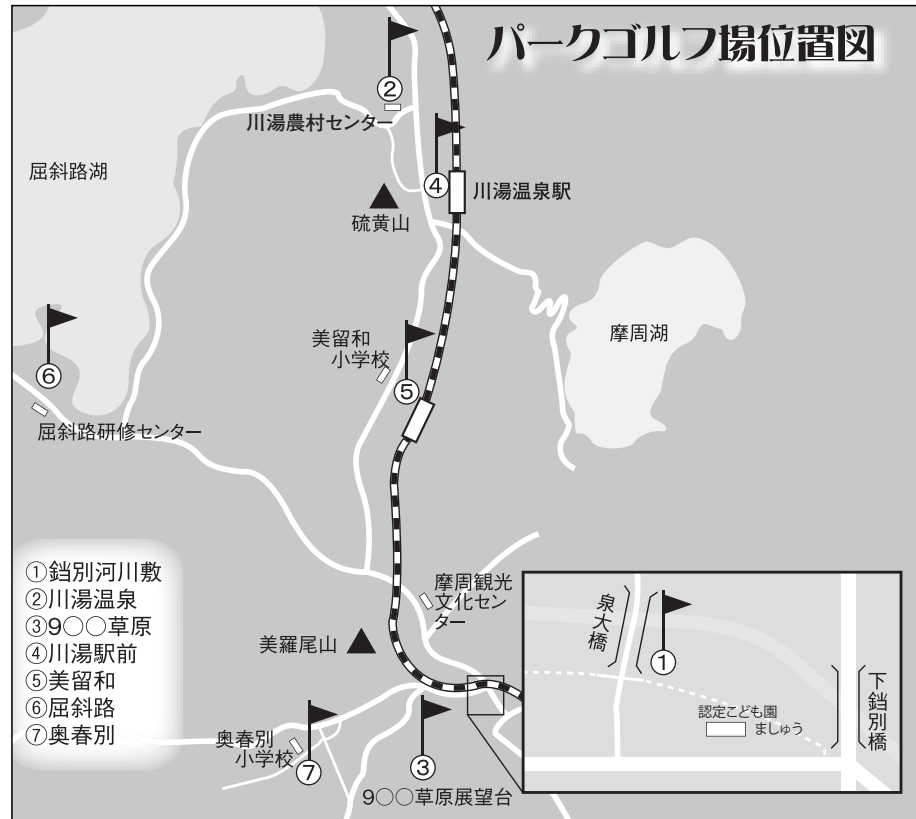 パークゴルフ場位置図
②
川湯農村センター
屈斜路湖
④
川湯温泉駅
硫黄山
摩周湖
美留和
小学校
⑤
⑥
屈斜路研修センター
①鐺別河川敷
②川湯温泉
③9〇〇草原
④川湯駅前
⑤美留和
⑥屈斜路
⑦奥春別
摩周観光
文化セン
ター
美羅尾山
奥春別
小学校
⑦
③
9〇〇草原展望台
泉大橋
①
認定こども園
ましゅう
下鐺別橋